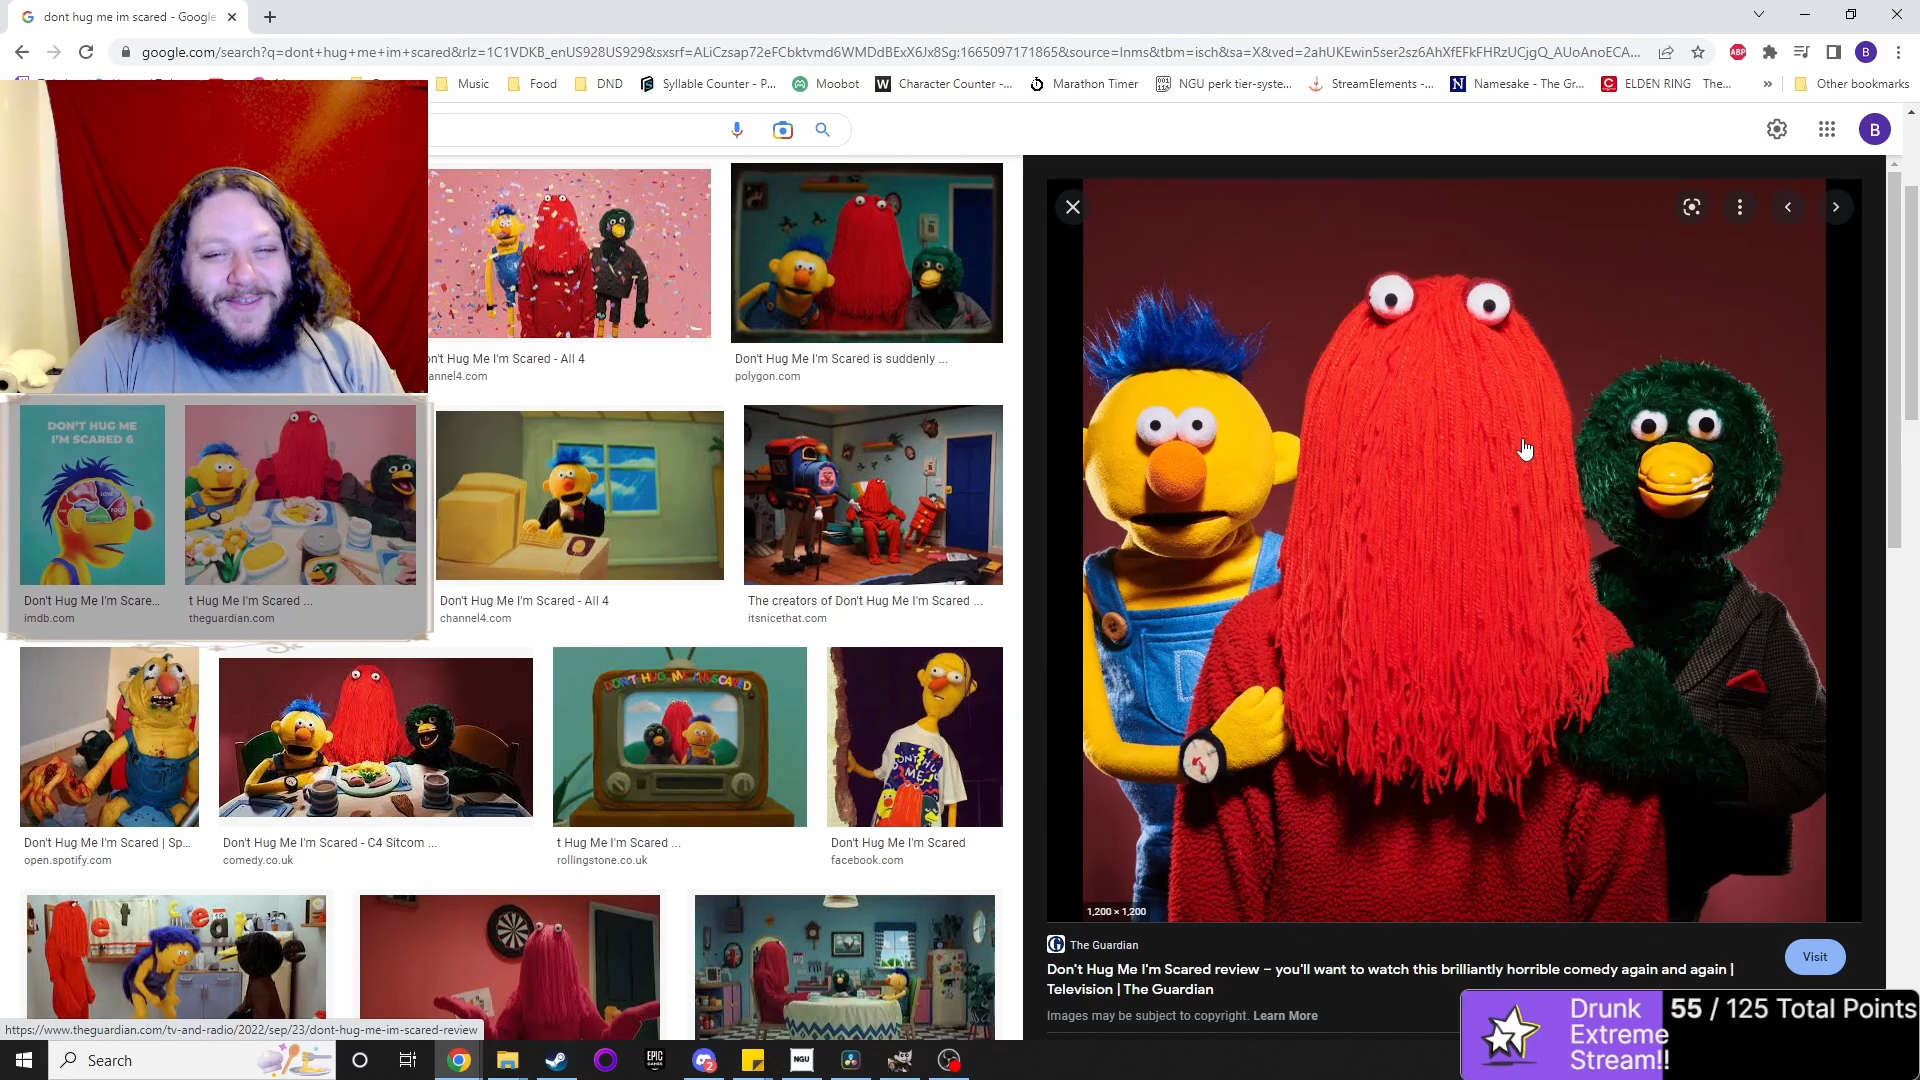 dont hug me im scared - Google
google.com/search?q=dont+hug+me+im+scared&rlz=1C1VDKB_enUS928US929&sxsrf=ALiCzsap72eFCbktvmd6WMDdBExX6Jx8Sg:1665097171865&source=lnms&tbm=isch&sa=X&ved=2ahUKEwin5ser2sz6AhXfEFkFHRzUCjgQ_AUoAnoECA...
ABP
B
Music
Food
DND
Syllable Counter - P...
Moobot
W Character Counter -...
Marathon Timer
NGU perk tier-syste...
StreamElements -...
N Namesake - The Gr...
ELDEN RING The...
»
Other bookmarks
B
on't Hug Me I'm Scared - All 4
annel4.com
Don't Hug Me I'm Scared is suddenly ...
polygon.com
DON'T HUG ME
I'M SCARED 6
Don't Hug Me I'm Scare...
imdb.com
t Hug Me I'm Scared ...
theguardian.com
Don't Hug Me I'm Scared - All 4
channel4.com
The creators of Don't Hug Me I'm Scared ...
itsnicethat.com
DON'T HUG ME I'M SCARED
Don't Hug Me I'm Scared | Sp...
open.spotify.com
Don't Hug Me I'm Scared - C4 Sitcom ...
comedy.co.uk
t Hug Me I'm Scared ...
rollingstone.co.uk
Don't Hug Me I'm Scared
facebook.com
1,200 × 1,200
The Guardian
Don't Hug Me I'm Scared review – you'll want to watch this brilliantly horrible comedy again and again |
Television | The Guardian
Visit
Images may be subject to copyright. Learn More
https://www.theguardian.com/tv-and-radio/2022/sep/23/dont-hug-me-im-scared-review
Drunk
Extreme
Stream!!
55 / 125 Total Points
Search
EPIC
GAMES
2
NGU